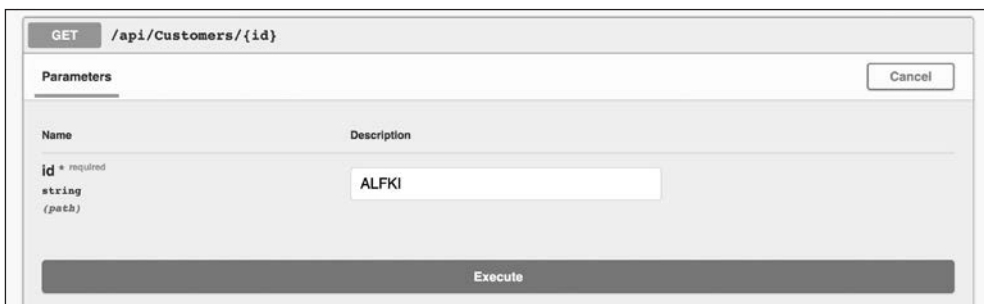 GET /api/Customers/{id}
Parameters
Cancel
Name Description
id * required
ALFKI
string
(path)
Execute